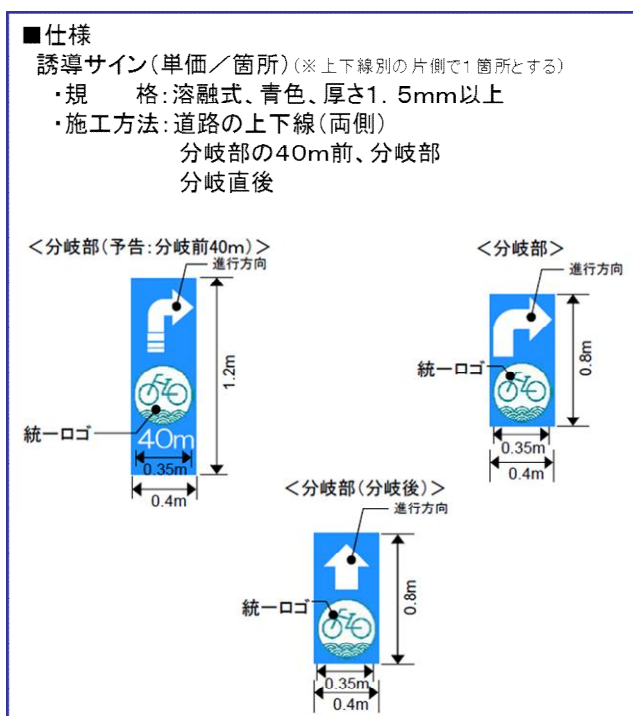 ■仕様
誘導サイン(単価/箇所)(※上下線別の片側で1箇所とする)
・規　　格:溶融式、青色、厚さ1.5mm以上
・施工方法:道路の上下線(両側)
分岐部の40m前、分岐部
分岐直後
<分岐部(予告:分岐前40m)>
進行方向
1.2m
統一ロゴ
40m
0.35m
0.4m
<分岐部>
進行方向
0.8m
統一ロゴ
0.35m
0.4m
<分岐部(分岐後)>
進行方向
0.8m
統一ロゴ
0.35m
0.4m